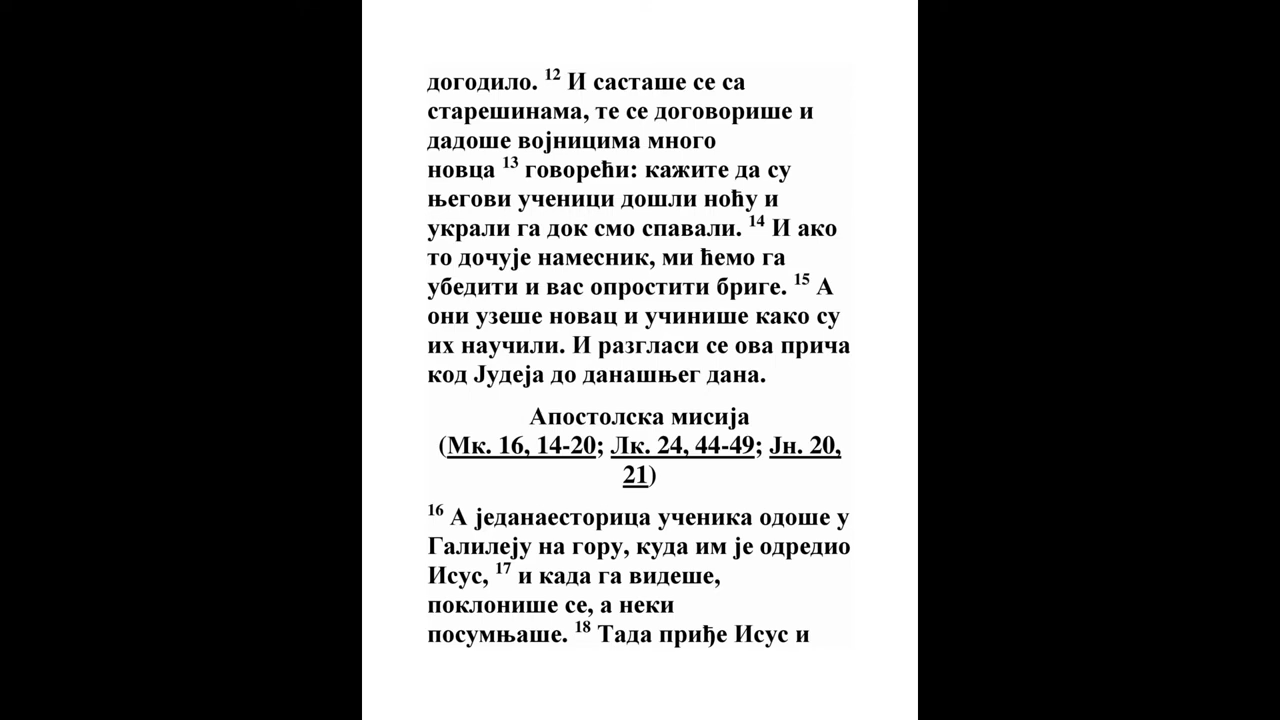 догодило. 12 И састаше се са
старешинама, те се договорише и
дадоше војницима много
новца 13 говорећи: кажите да су
његови ученици дошли ноћу и
украли га док смо спавали. 14 И ако
то дочује намесник, ми ћемо га
убедити и вас опростити бриге. 15 А
они узеше новац и учинише како су
их научили. И разгласи се ова прича
код Јудеја до данашњег дана.
Апостолска мисија
(Мк. 16, 14-20; Лк. 24, 44-49; Јн. 20,
21)
16 А једанаесторица ученика одоше у
Галилеју на гору, куда им је одредио
Исус, 17 и када га видеше,
поклонише се, а неки
посумњаше. 18 Тада приђе Исус и